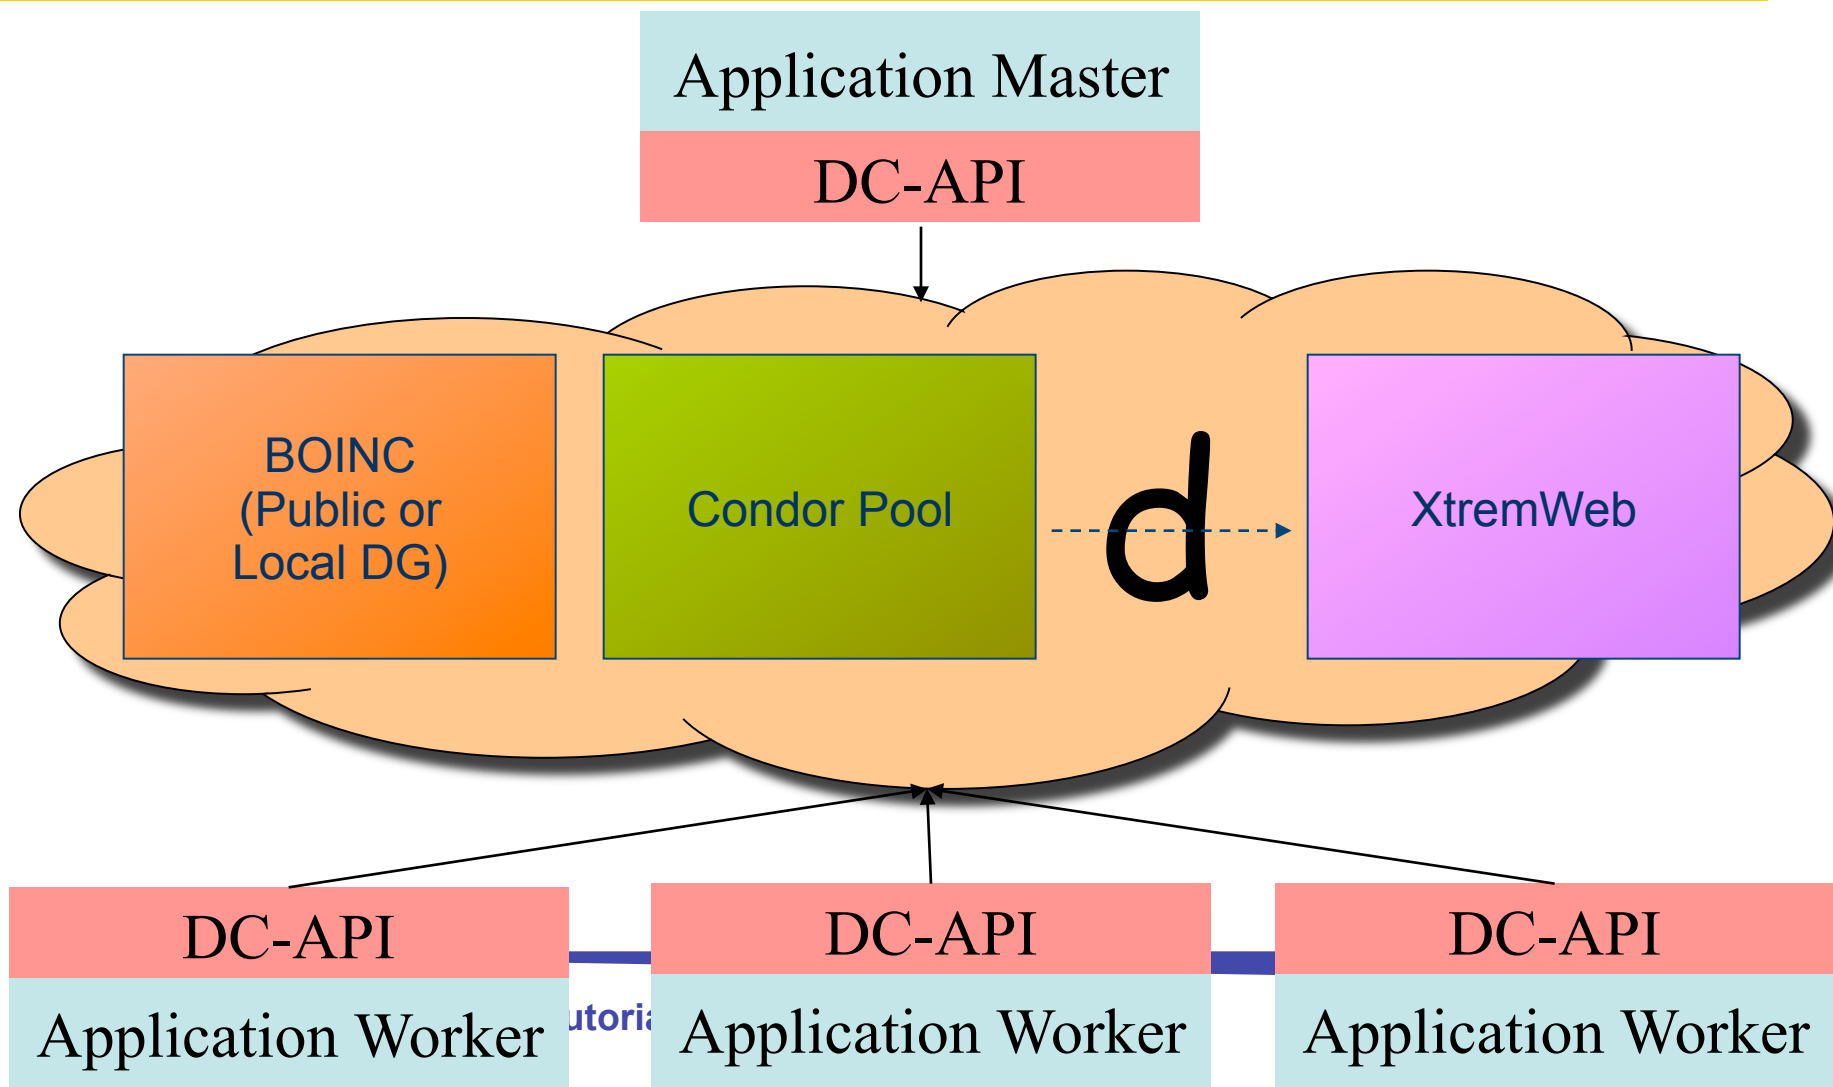 Application Master
DC-API
BOINC
(Public or
Local DG)
Condor Pool
d
XtremWeb
DC-API
DC-API
DC-API
Application Worker
utoria
Application Worker
Application Worker